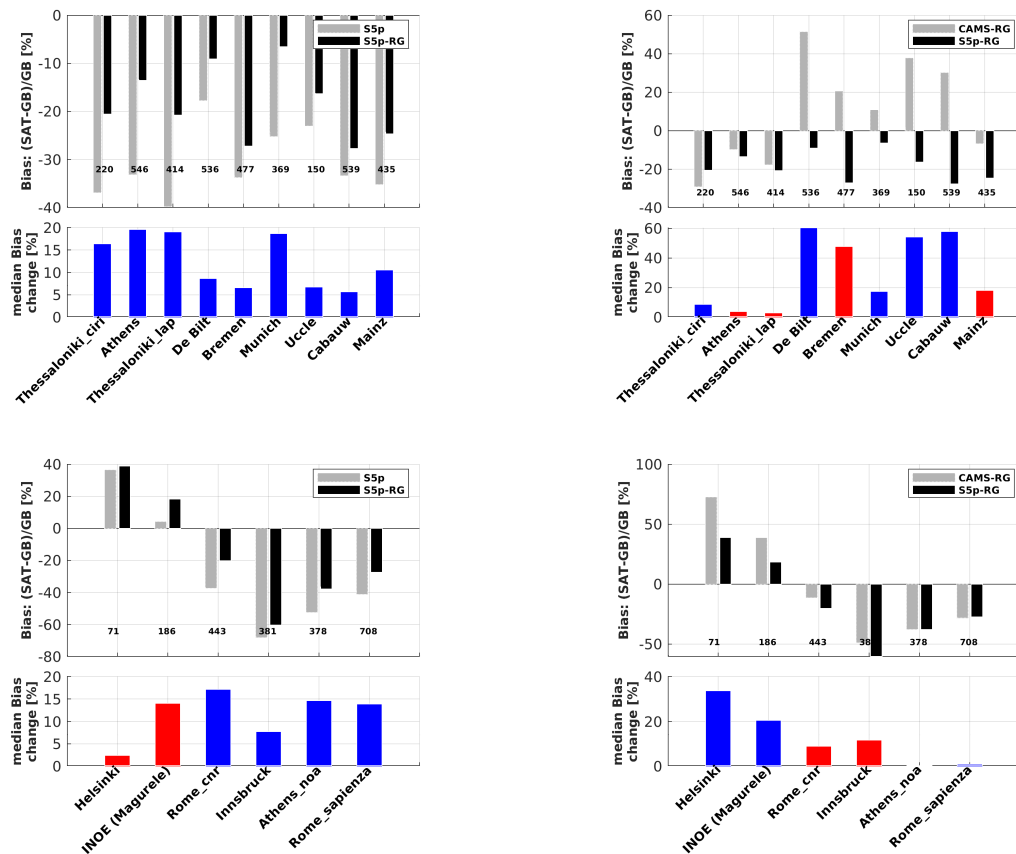 0
-10
-20
-30
-40
Bias: (SAT-GB)/GB [%]
S5p
S5p-RG
220 546 414 536 477 369 150 539 435
20
15
10
5
0
median Bias
change [%]
Thessaloniki_ciri
Athens
Thessaloniki_lap
De Bilt
Bremen
Munich
Uccle
Cabauw
Mainz
60
40
20
0
-20
-40
Bias: (SAT-GB)/GB [%]
CAMS-RG
S5p-RG
220 546 414 536 477 369 150 539 435
60
40
20
0
median Bias
change [%]
Thessaloniki_ciri
Athens
Thessaloniki_lap
De Bilt
Bremen
Munich
Uccle
Cabauw
Mainz
40
20
0
-20
-40
-60
-80
Bias: (SAT-GB)/GB [%]
S5p
S5p-RG
71 186 443 381 378 708
20
15
10
5
0
median Bias
change [%]
Helsinki
INOE (Magurele)
Rome_cnr
Innsbruck
Athens_noa
Rome_sapienza
100
50
0
-50
Bias: (SAT-GB)/GB [%]
CAMS-RG
S5p-RG
71 186 443 38 378 708
40
20
0
median Bias
change [%]
Helsinki
INOE (Magurele)
Rome_cnr
Innsbruck
Athens_noa
Rome_sapienza